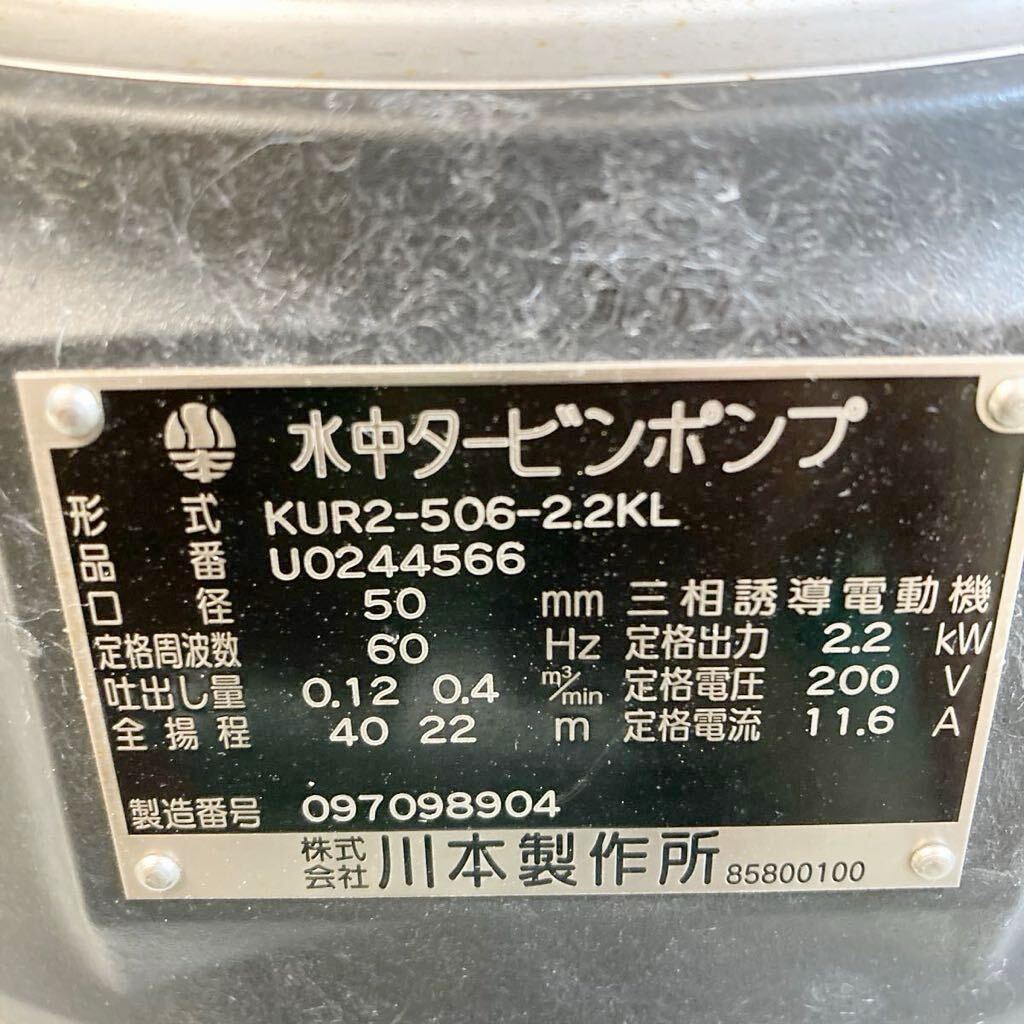 水中タービンポンプ
形式 KUR2-506-2.2KL
品番 U0244566
口径 50 mm 三相誘導電動機
定格周波数 60 Hz 定格出力 2.2 kW
吐出し量 0.12 0.4 m³/min 定格電圧 200 V
全揚程 40 22 m 定格電流 11.6 A
製造番号 097098904
株式会社 川本製作所 85800100